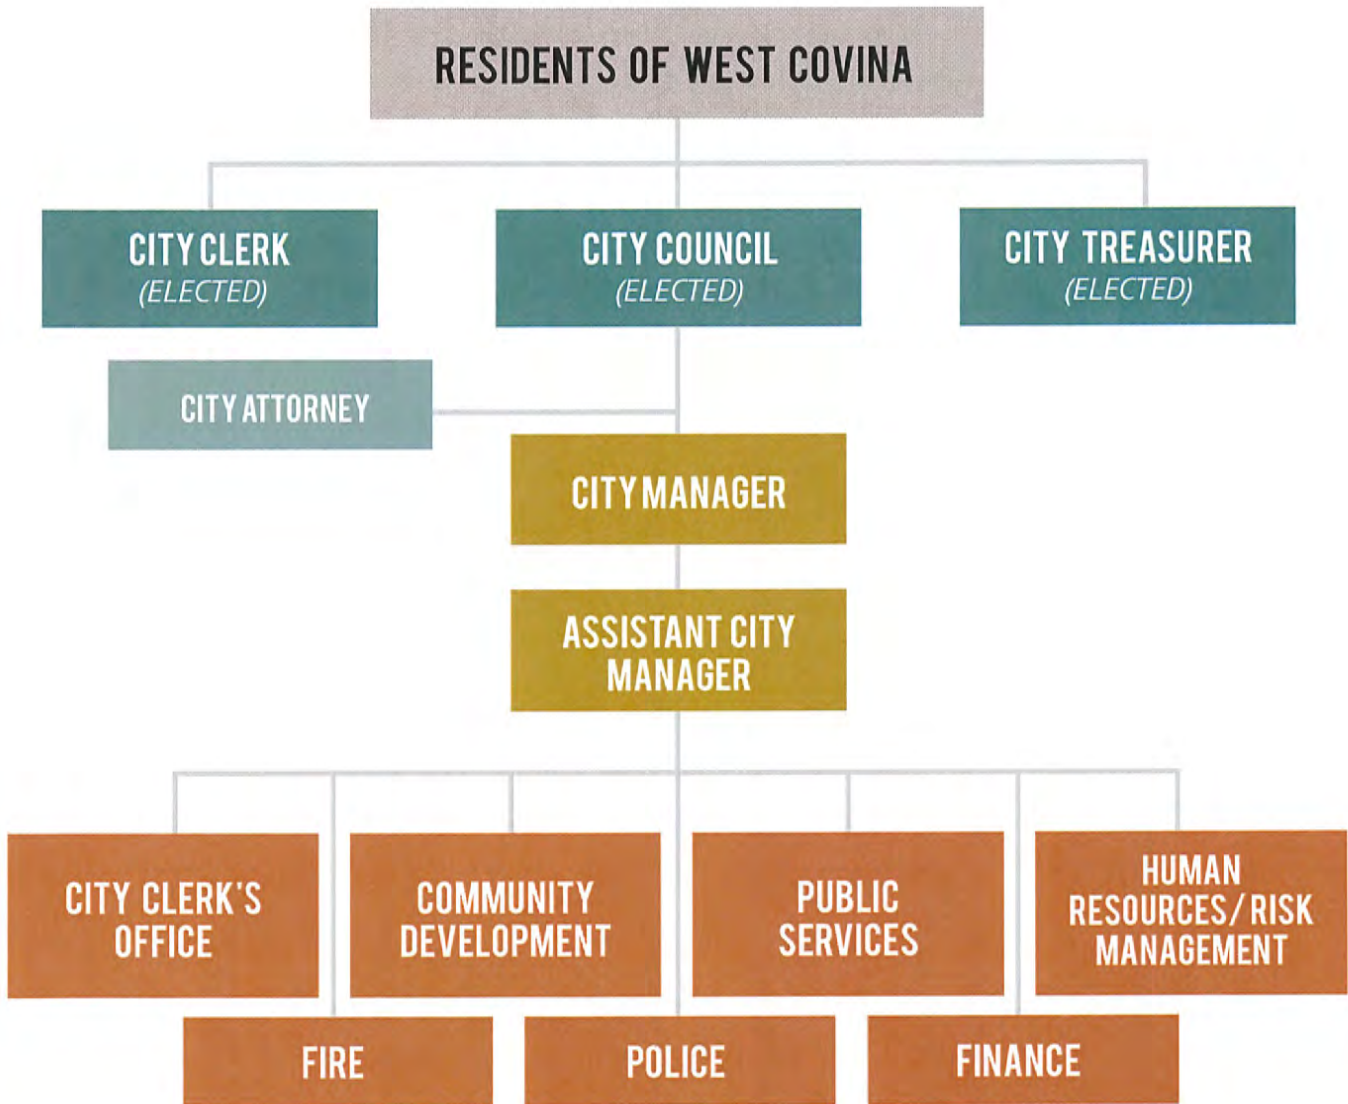 RESIDENTS OF WEST COVINA
CITY CLERK
(ELECTED)
CITY COUNCIL
(ELECTED)
CITY TREASURER
(ELECTED)
CITY ATTORNEY
CITY MANAGER
ASSISTANT CITY
MANAGER
CITY CLERK'S
OFFICE
COMMUNITY
DEVELOPMENT
PUBLIC
SERVICES
HUMAN
RESOURCES/RISK
MANAGEMENT
FIRE
POLICE
FINANCE